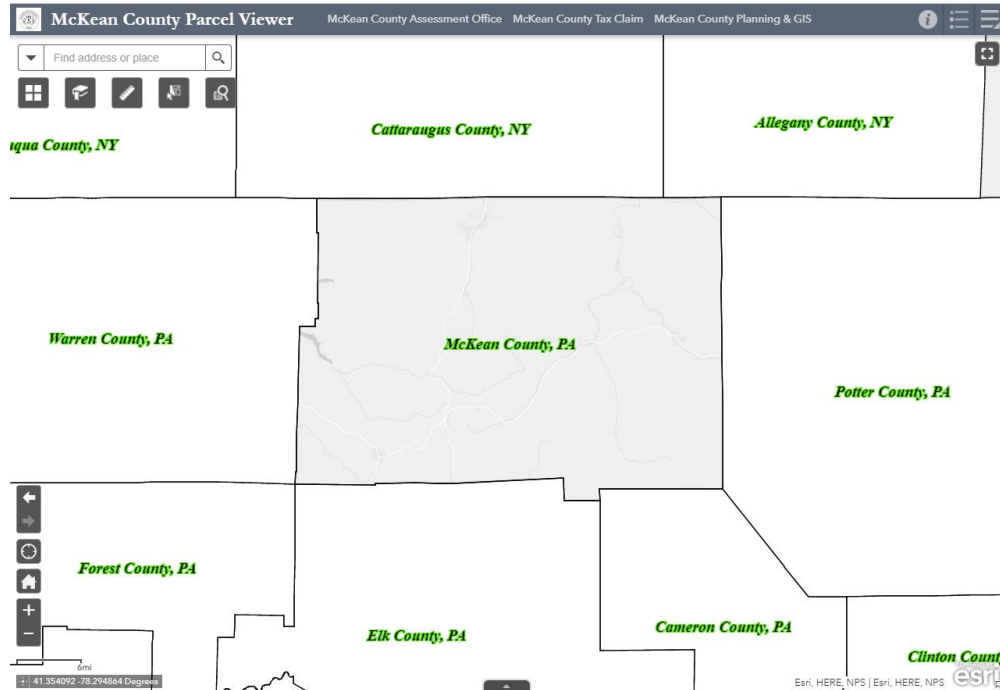 McKean County Parcel Viewer
McKean County Assessment Office McKean County Tax Claim McKean County Planning & GIS
Find address or place
Cattaraugus County, NY
Allegany County, NY
uqua County, NY
Warren County, PA
McKean County, PA
Potter County, PA
Forest County, PA
Elk County, PA
Cameron County, PA
Clinton Count
6mi
41.354092 -78.294864 Degrees
Esri, HERE, NPS | Esri, HERE, NPS
esri